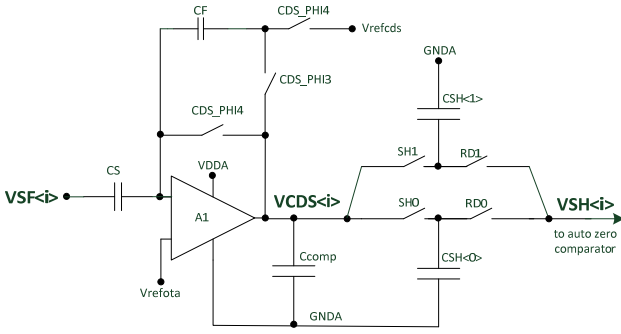 CF
CDS_PHI4
Vrefcds
GNDA
CDS_PHI3
CSH<1>
CDS_PHI4
SH1
RD1
CS
VDDA
VSF<i>
A1
VCDS<i>
SH0
RD0
VSH<i>
to auto zero
comparator
Ccomp
CSH<0>
Vrefota
GNDA